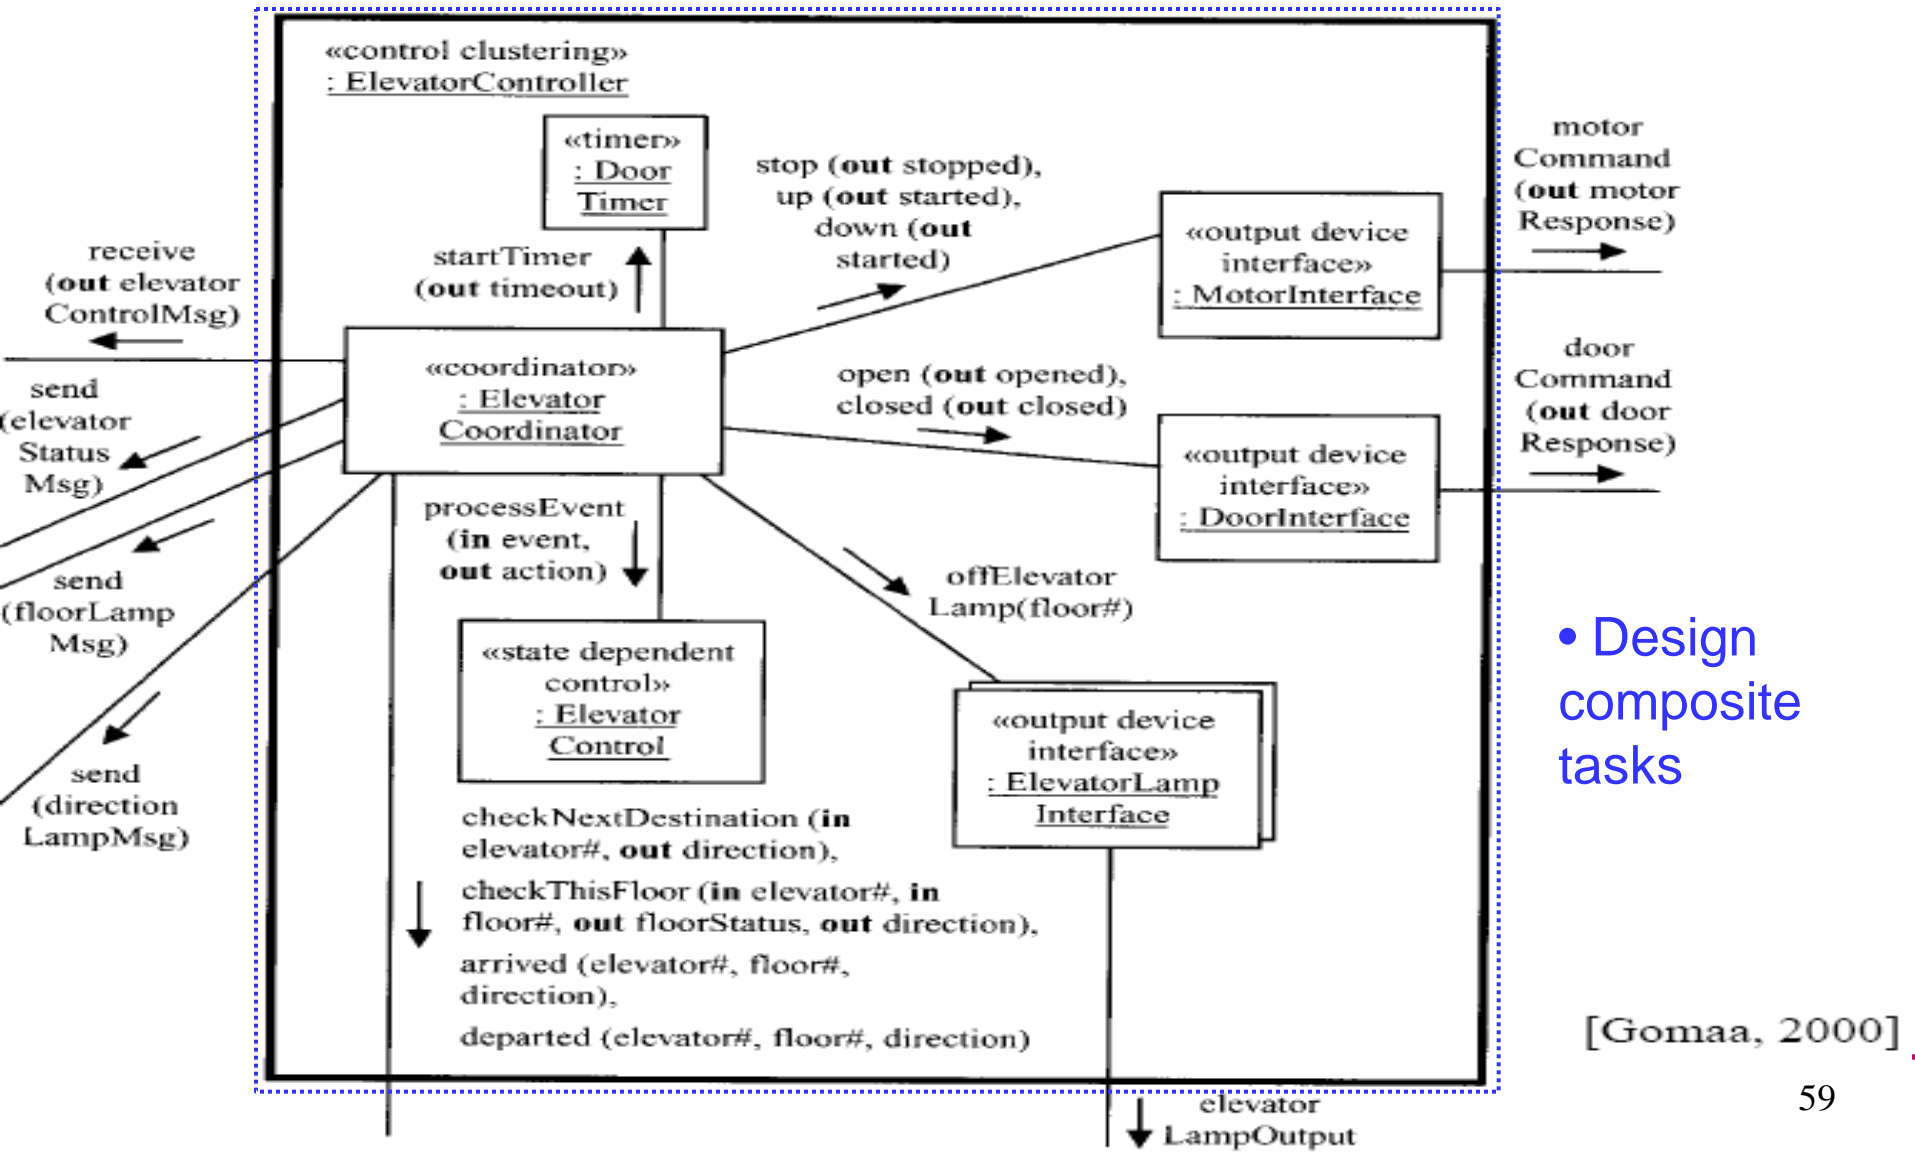 «control clustering»
: ElevatorController
«timer»
: Door
Timer
stop (out stopped),
up (out started),
down (out
started)
motor
Command
(out motor
Response)
«output device
interface»
: MotorInterface
receive
(out elevator
ControlMsg)
startTimer
(out timeout)
«coordinator»
: Elevator
Coordinator
open (out opened),
closed (out closed)
door
Command
(out door
Response)
«output device
interface»
: DoorInterface
send
(elevator
Status
Msg)
send
(floorLamp
Msg)
send
(direction
LampMsg)
processEvent
(in event,
out action)
offElevator
Lamp(floor#)
«state dependent
control»
: Elevator
Control
«output device
interface»
: ElevatorLamp
Interface
checkNextDestination (in
elevator#, out direction),
checkThisFloor (in elevator#, in
floor#, out floorStatus, out direction),
arrived (elevator#, floor#,
direction),
departed (elevator#, floor#, direction)
elevator
LampOutput
• Design
composite
tasks
[Gomaa, 2000]
59